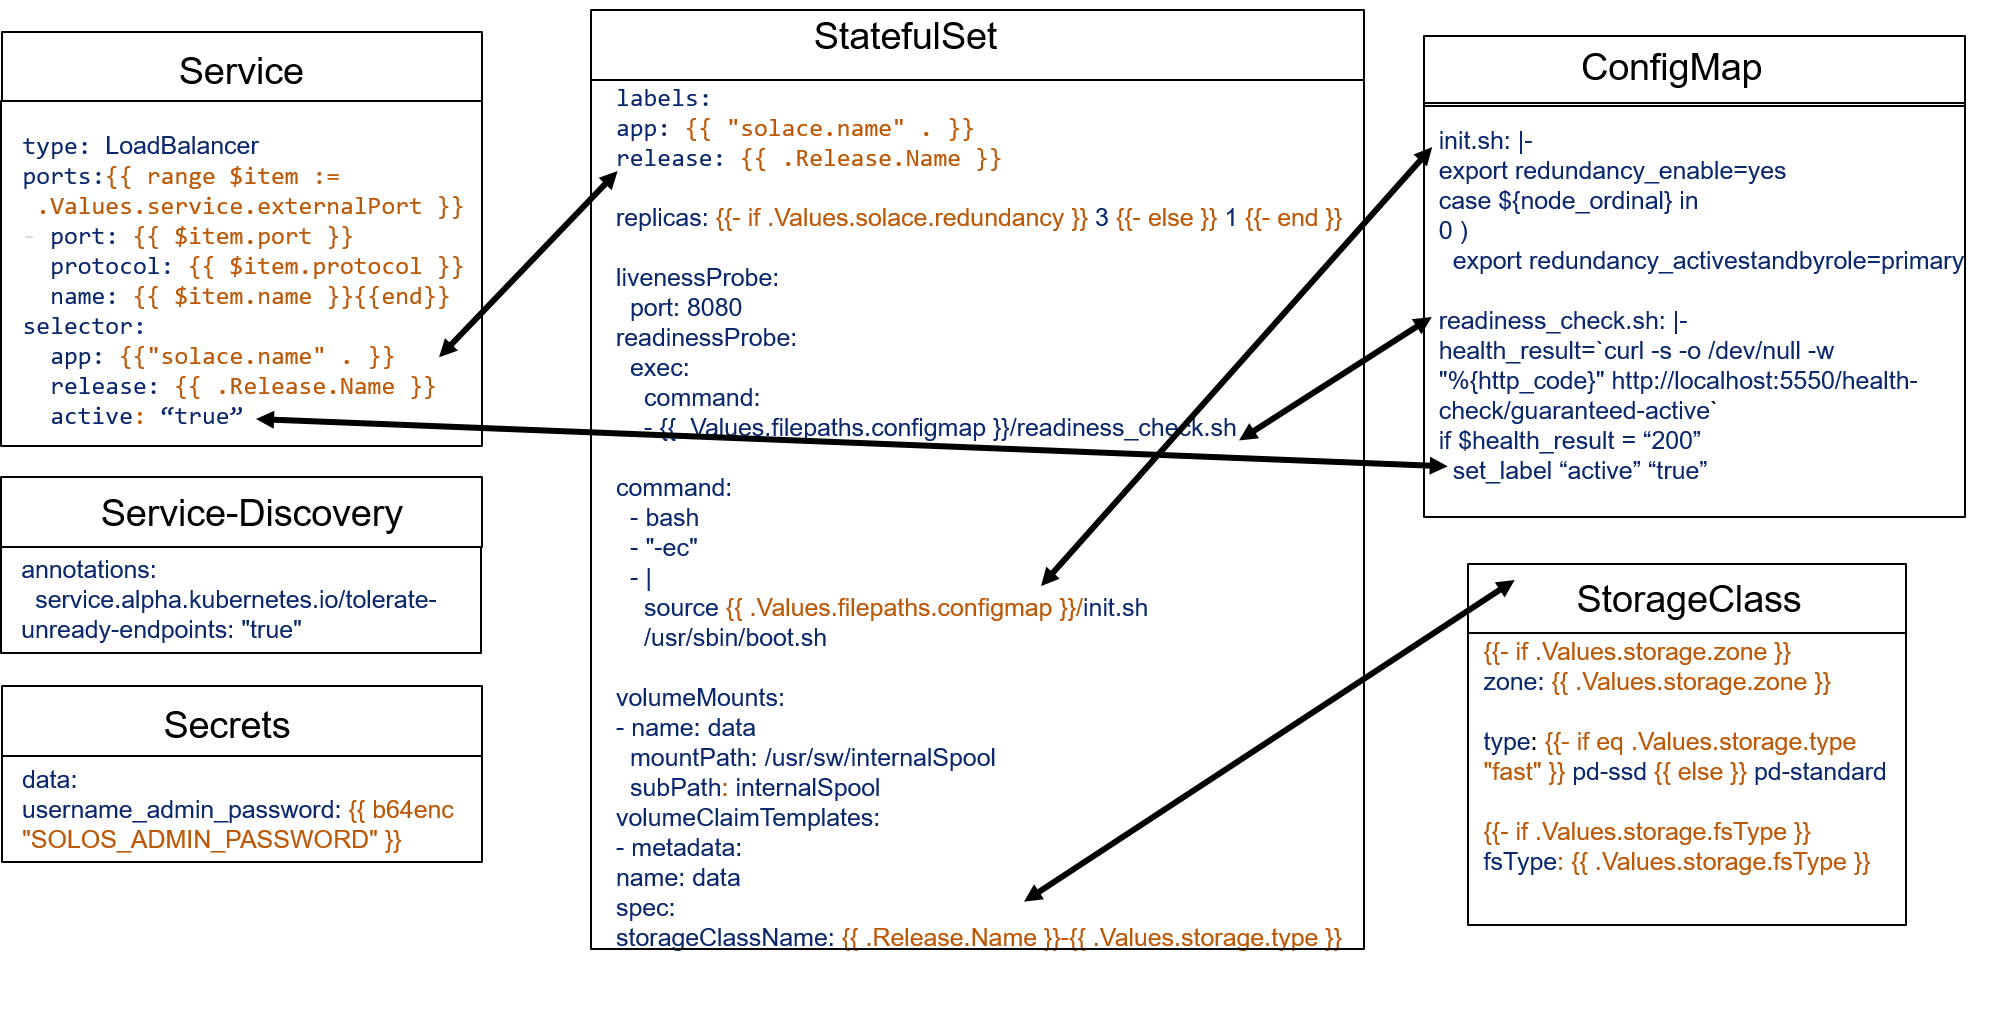 Service
type: LoadBalancer
ports:{{ range $item :=
.Values.service.externalPort }}
- port: {{ $item.port }}
protocol: {{ $item.protocol }}
name: {{ $item.name }}{{end}}
selector:
app: {{"solace.name" . }}
release: {{ .Release.Name }}
active: “true”
Service-Discovery
annotations:
service.alpha.kubernetes.io/tolerate-
unready-endpoints: "true"
Secrets
data:
username_admin_password: {{ b64enc
"SOLOS_ADMIN_PASSWORD" }}
StatefulSet
labels:
app: {{ "solace.name" . }}
release: {{ .Release.Name }}
replicas: {{- if .Values.solace.redundancy }} 3 {{- else }} 1 {{- end }}
livenessProbe:
port: 8080
readinessProbe:
exec:
command:
- {{ .Values.filepaths.configmap }}/readiness_check.sh
command:
- bash
- "-ec"
- |
source {{ .Values.filepaths.configmap }}/init.sh
/usr/sbin/boot.sh
volumeMounts:
- name: data
mountPath: /usr/sw/internalSpool
subPath: internalSpool
volumeClaimTemplates:
- metadata:
name: data
spec:
storageClassName: {{ .Release.Name }}-{{ .Values.storage.type }}
ConfigMap
init.sh: |-
export redundancy_enable=yes
case ${node_ordinal} in
0 )
export redundancy_activestandbyrole=primary
readiness_check.sh: |-
health_result=`curl -s -o /dev/null -w
"%{http_code}" http://localhost:5550/health-
check/guaranteed-active`
if $health_result = “200”
set_label “active” “true”
StorageClass
{{- if .Values.storage.zone }}
zone: {{ .Values.storage.zone }}
type: {{- if eq .Values.storage.type
"fast" }} pd-ssd {{ else }} pd-standard
{{- if .Values.storage.fsType }}
fsType: {{ .Values.storage.fsType }}